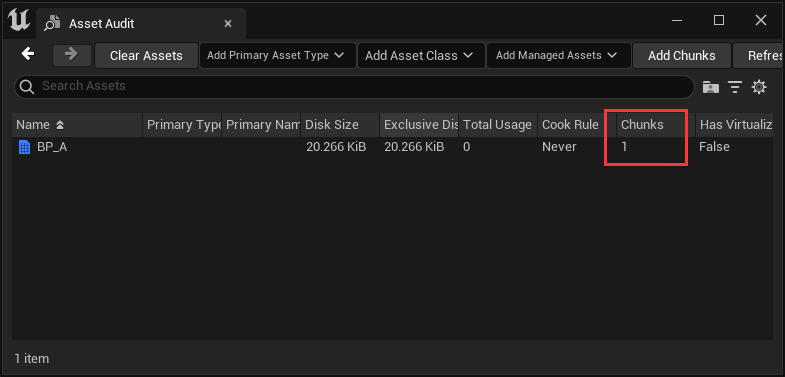 Asset Audit
Clear Assets Add Primary Asset Type Add Asset Class Add Managed Assets Add Chunks Refres
Search Assets
Name Primary Type Primary Nam Disk Size Exclusive Dis Total Usage Cook Rule Chunks Has Virtualiz
BP_A 20.266 KiB 20.266 KiB 0 Never 1 False
1 item